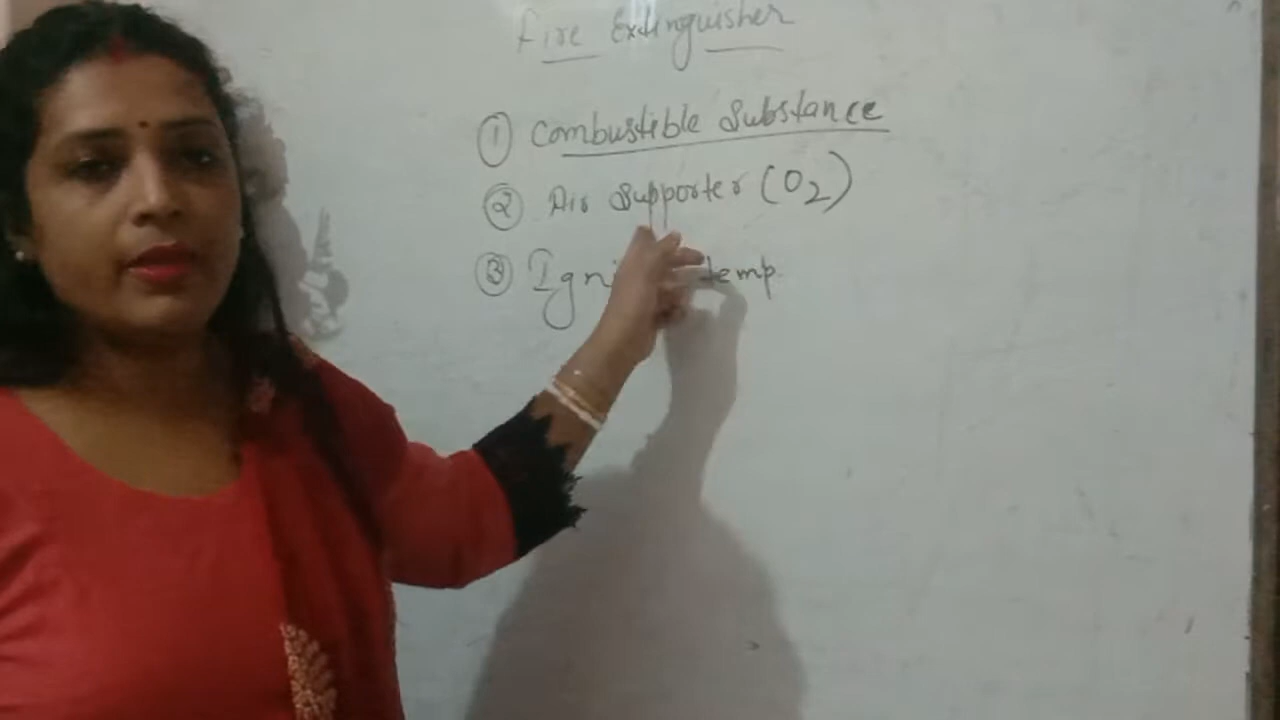 Fire Extinguisher
① Combustible Substance
② Air Supporter (O2)
③ temp.